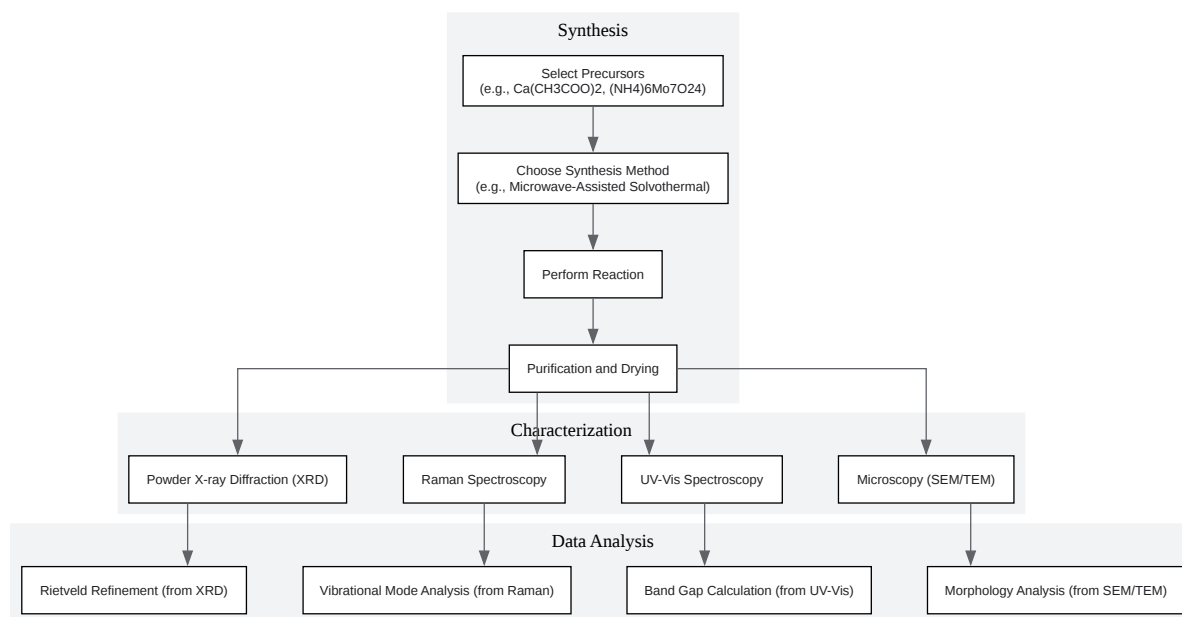 Synthesis
Select Precursors
(e.g., Ca(CH3COO)2, (NH4)6Mo7O24)
Choose Synthesis Method
(e.g., Microwave-Assisted Solvothermal)
Perform Reaction
Purification and Drying
Characterization
Powder X-ray Diffraction (XRD)
Raman Spectroscopy
UV-Vis Spectroscopy
Microscopy (SEM/TEM)
Data Analysis
Rietveld Refinement (from XRD)
Vibrational Mode Analysis (from Raman)
Band Gap Calculation (from UV-Vis)
Morphology Analysis (from SEM/TEM)